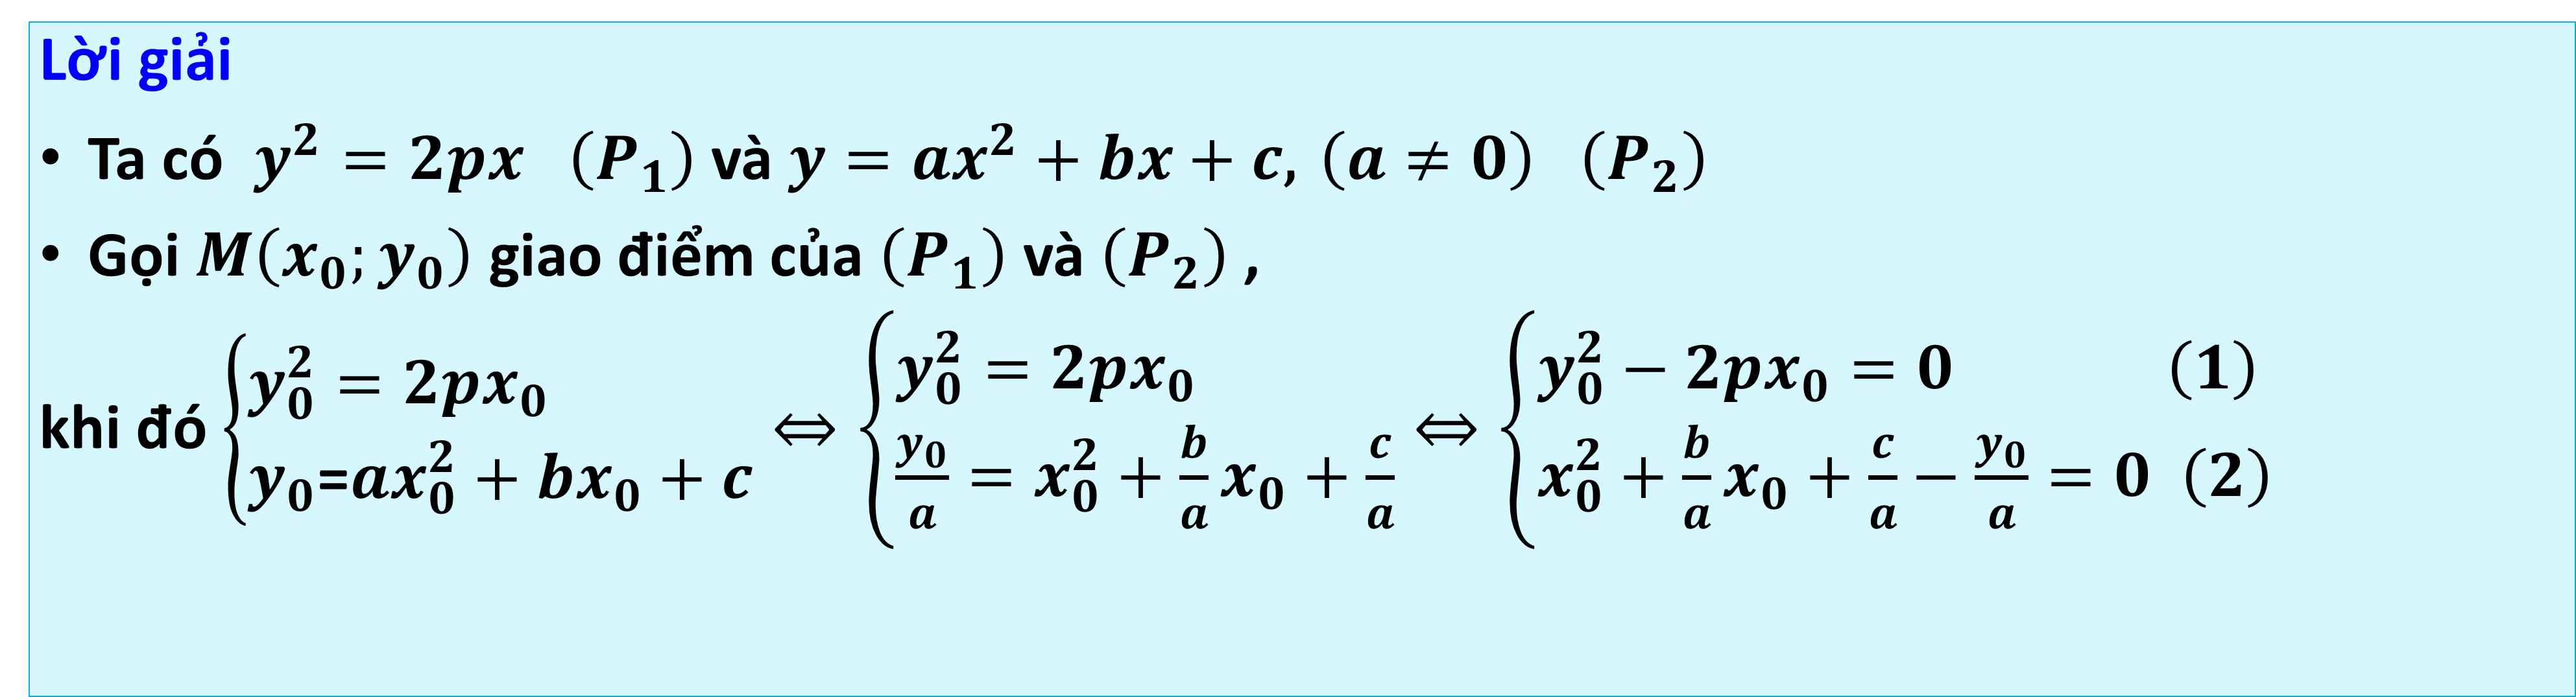 Lời giải
• Ta có y² = 2px (P₁) và y = ax² + bx + c, (a ≠ 0) (P₂)
• Gọi M(x₀; y₀) giao điểm của (P₁) và (P₂) ,
khi đó { y₀² = 2px₀ ; y₀=ax₀² + bx₀ + c ⇔ { y₀² = 2px₀ ; y₀/a = x₀² + b/a x₀ + c/a ⇔ { y₀² − 2px₀ = 0 (1) ; x₀² + b/a x₀ + c/a − y₀/a = 0 (2)